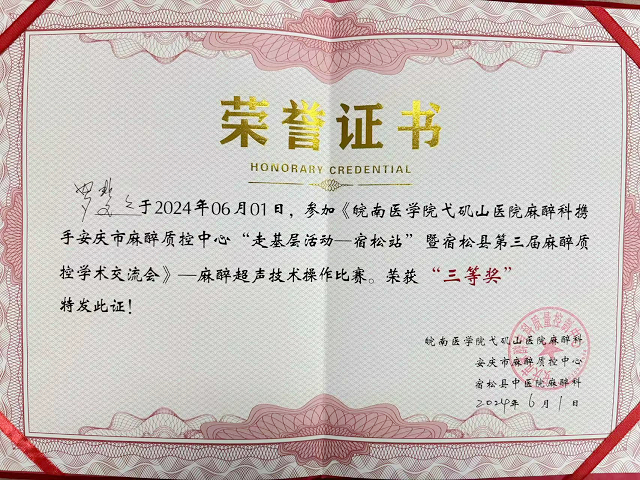 荣誉证书
HONORARY CREDENTIAL
于2024年06月01日，参加《皖南医学院弋矶山医院麻醉科携
手安庆市麻醉质控中心“走基层活动—宿松站”暨宿松县第三届麻醉质
控学术交流会》—麻醉超声技术操作比赛。荣获“三等奖”
特发此证！
皖南医学院弋矶山医院麻醉科
安庆市麻醉质控中心
宿松县中医院麻醉科
2024年6月1日